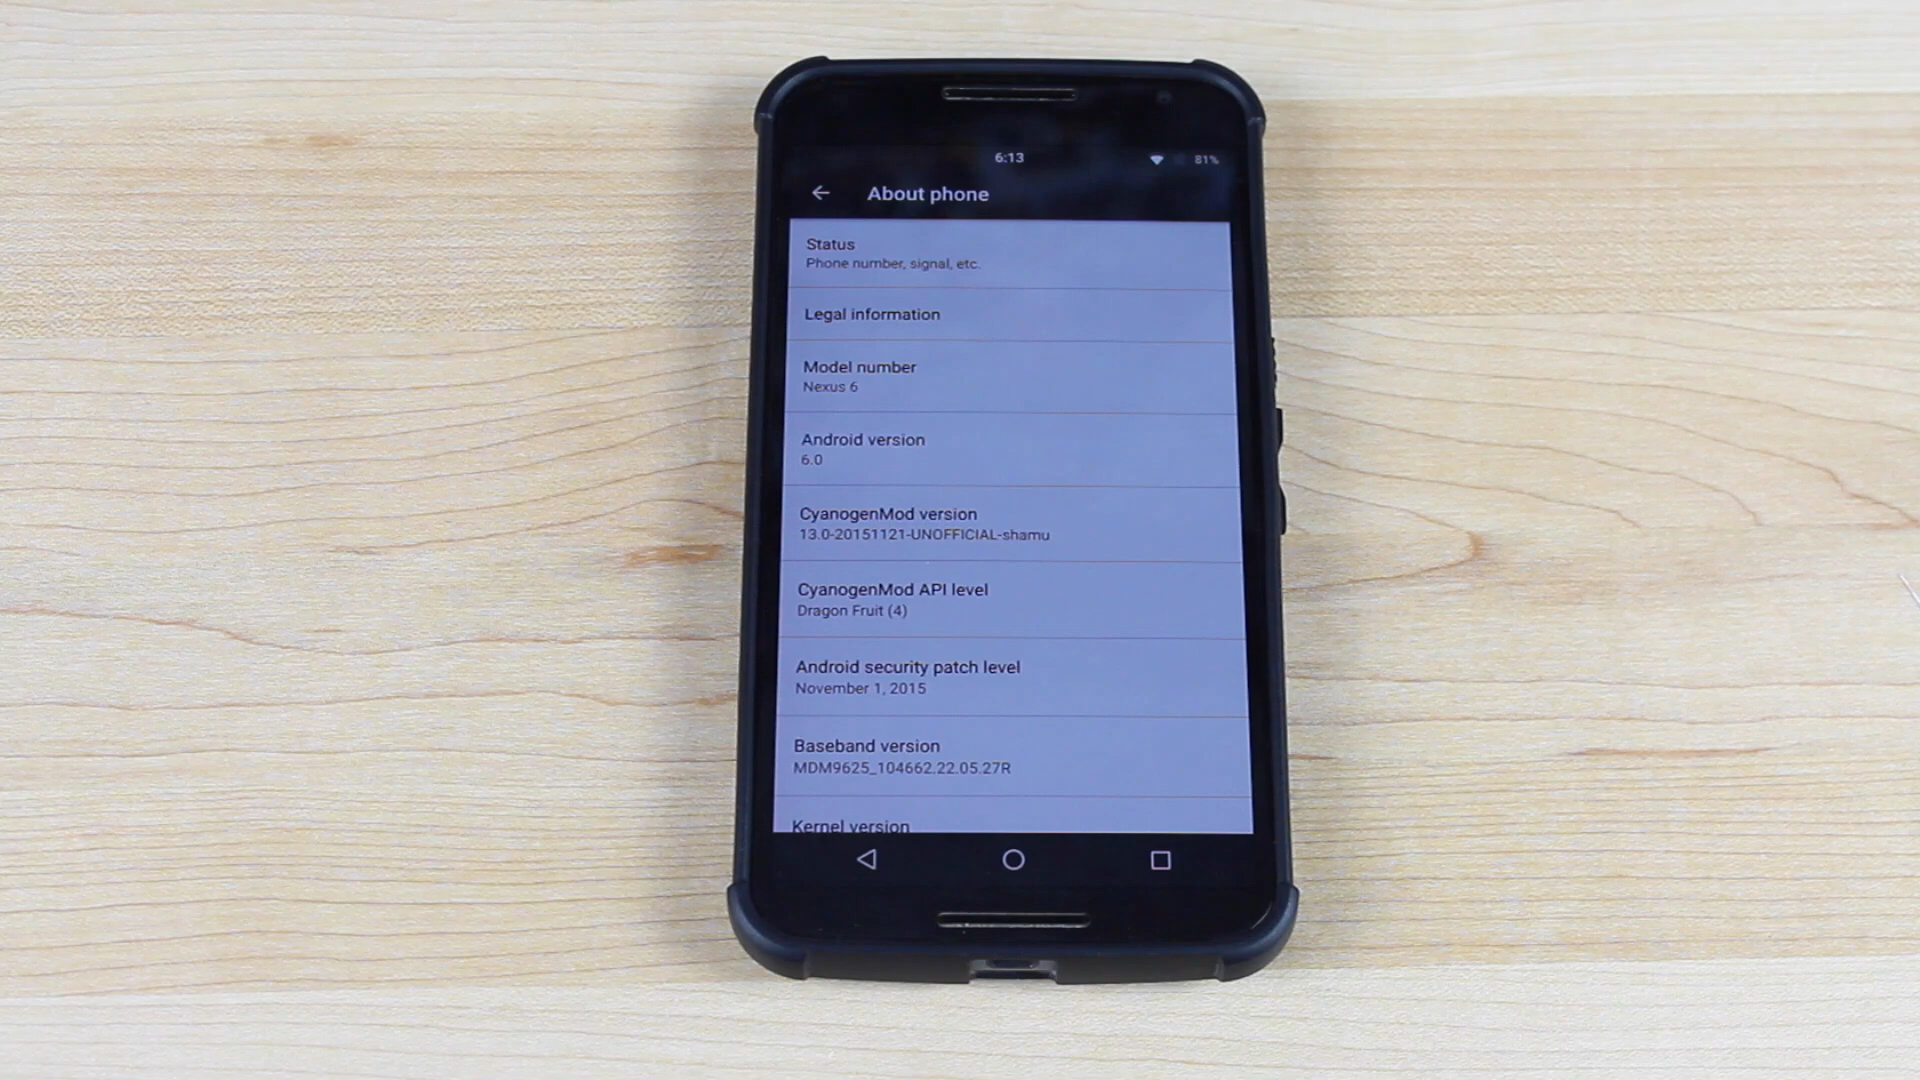 6:13
81%
About phone
Status
Phone number, signal, etc.
Legal information
Model number
Nexus 6
Android version
6.0
CyanogenMod version
13.0-20151121-UNOFFICIAL-shamu
CyanogenMod API level
Dragon Fruit (4)
Android security patch level
November 1, 2015
Baseband version
MDM9625_104662.22.05.27R
Kernel version